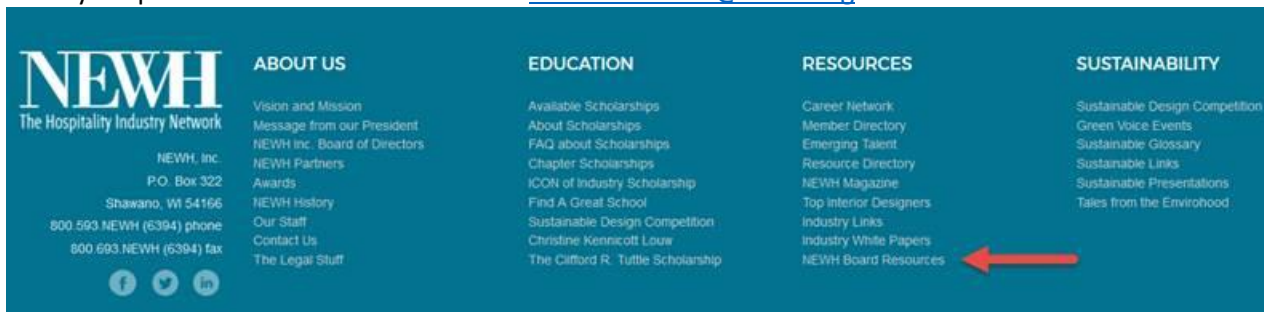 NEWH
The Hospitality Industry Network
NEWH, Inc.
P.O. Box 322
Shawano, WI 54166
800.593.NEWH (6394) phone
800.693.NEWH (6394) fax
ABOUT US
Vision and Mission
Message from our President
NEWH Inc. Board of Directors
NEWH Partners
Awards
NEWH History
Our Staff
Contact Us
The Legal Stuff
EDUCATION
Available Scholarships
About Scholarships
FAQ about Scholarships
Chapter Scholarships
ICON of Industry Scholarship
Find A Great School
Sustainable Design Competition
Christine Kennicott Louw
The Clifford R. Tuttle Scholarship
RESOURCES
Career Network
Member Directory
Emerging Talent
Resource Directory
NEWH Magazine
Top Interior Designers
Industry Links
Industry White Papers
NEWH Board Resources
SUSTAINABILITY
Sustainable Design Competition
Green Voice Events
Sustainable Glossary
Sustainable Links
Sustainable Presentations
Tales from the Envirohood